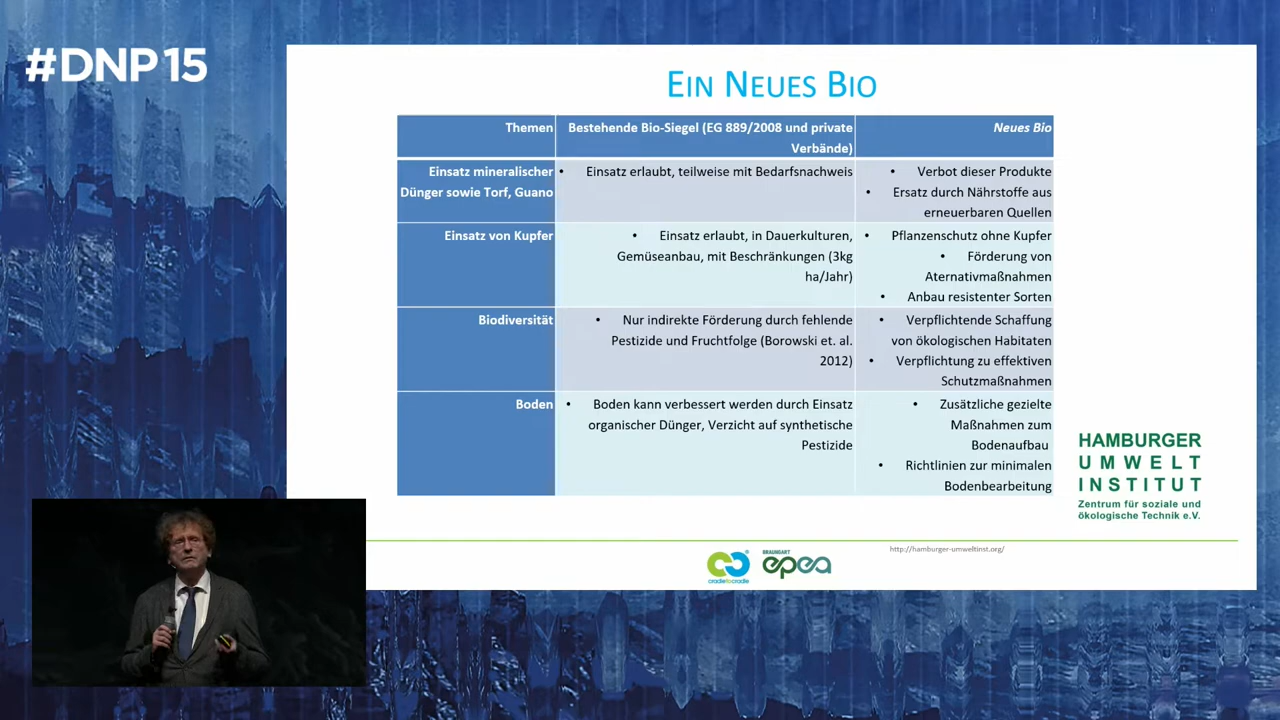 #DNP15
EIN NEUES BIO
Themen
Bestehende Bio-Siegel (EG 889/2008 und private
Verbände)
Neues Bio
Einsatz mineralischer
Dünger sowie Torf, Guano
• Einsatz erlaubt, teilweise mit Bedarfsnachweis
• Verbot dieser Produkte
• Ersatz durch Nährstoffe aus
erneuerbaren Quellen
Einsatz von Kupfer
• Einsatz erlaubt, in Dauerkulturen,
Gemüseanbau, mit Beschränkungen (3kg
ha/Jahr)
• Pflanzenschutz ohne Kupfer
• Förderung von
Aternativmaßnahmen
• Anbau resistenter Sorten
Biodiversität
• Nur indirekte Förderung durch fehlende
Pestizide und Fruchtfolge (Borowski et. al.
2012)
• Verpflichtende Schaffung
von ökologischen Habitaten
• Verpflichtung zu effektiven
Schutzmaßnahmen
Boden
• Boden kann verbessert werden durch Einsatz
organischer Dünger, Verzicht auf synthetische
Pestizide
• Zusätzliche gezielte
Maßnahmen zum
Bodenaufbau
• Richtlinien zur minimalen
Bodenbearbeitung
HAMBURGER
UMWELT
INSTITUT
Zentrum für soziale und
ökologische Technik e.V.
cradletocradle
BRAUNGART
epea
http://hamburger-umweltinst.org/